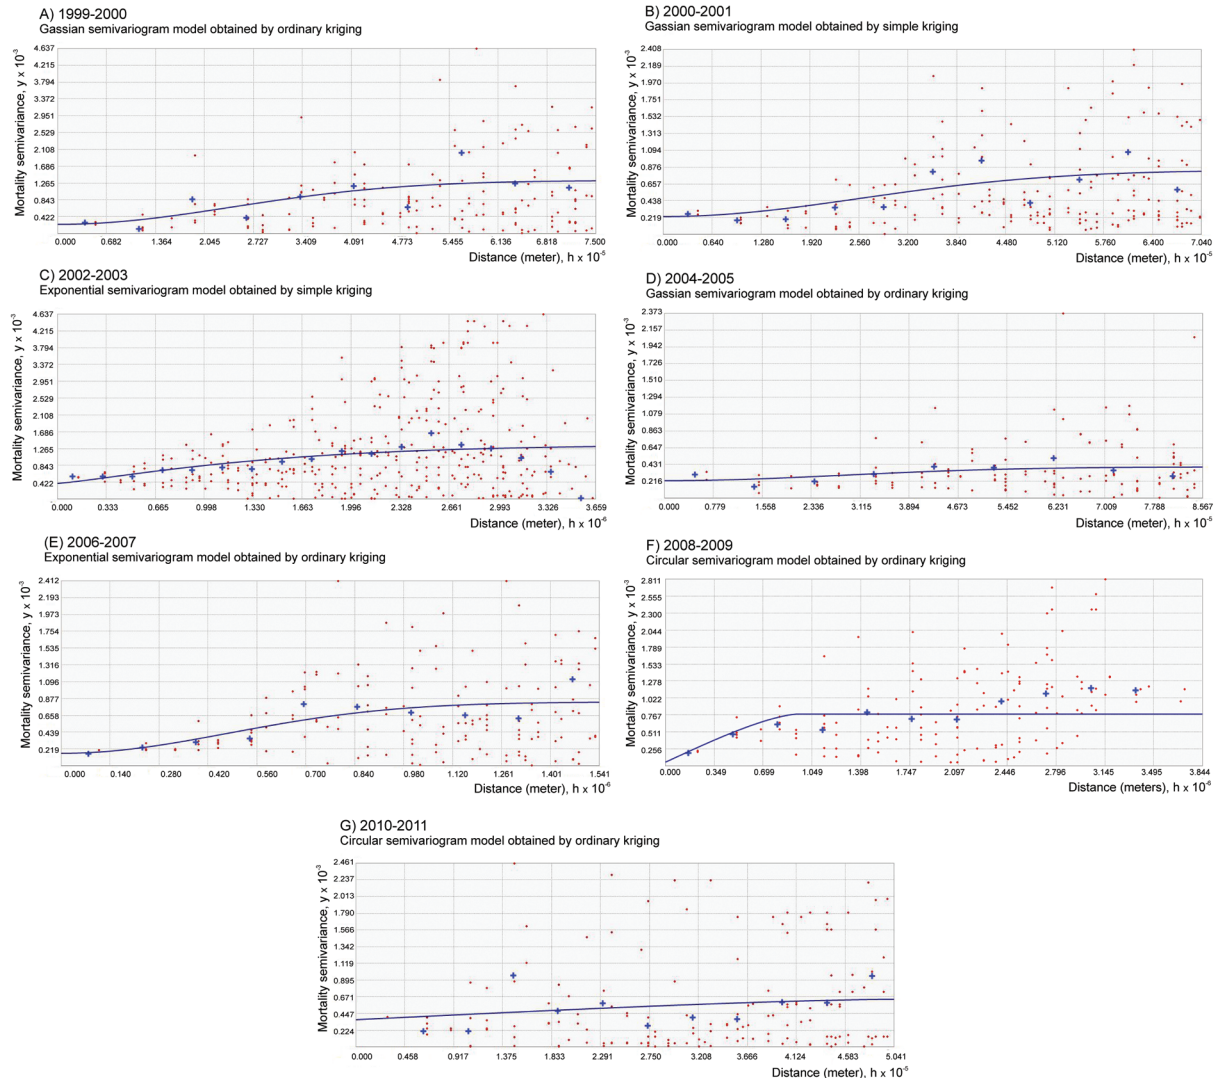 A) 1999-2000
Gassian semivariogram model obtained by ordinary kriging
Mortality semivariance, y x 10-3
4.637
4.215
3.794
3.372
2.951
2.529
2.108
1.686
1.265
0.843
0.422
0.000 0.682 1.364 2.045 2.727 3.409 4.091 4.773 5.455 6.136 6.818 7.500
Distance (meter), h x 10-5
B) 2000-2001
Gassian semivariogram model obtained by simple kriging
Mortality semivariance, y x 10-3
2.408
2.189
1.970
1.751
1.532
1.313
1.094
0.876
0.657
0.438
0.219
0.000 0.640 1.280 1.920 2.560 3.200 3.840 4.480 5.120 5.760 6.400 7.040
Distance (meter), h x 10-5
C) 2002-2003
Exponential semivariogram model obtained by simple kriging
Mortality semivariance, y x 10-3
4.637
4.215
3.794
3.372
2.951
2.529
2.108
1.686
1.265
0.843
0.422
0.000 0.333 0.665 0.998 1.330 1.663 1.996 2.328 2.661 2.993 3.326 3.659
Distance (meter), h x 10-6
D) 2004-2005
Gassian semivariogram model obtained by ordinary kriging
Mortality semivariance, y x 10-3
2.373
2.157
1.942
1.726
1.510
1.294
1.079
0.863
0.647
0.431
0.216
0.000 0.779 1.558 2.336 3.115 3.894 4.673 5.452 6.231 7.009 7.788 8.567
Distance (meter), h x 10-5
(E) 2006-2007
Exponential semivariogram model obtained by ordinary kriging
Mortality semivariance, y x 10-3
2.412
2.193
1.973
1.754
1.535
1.316
1.096
0.877
0.658
0.439
0.219
0.000 0.140 0.280 0.420 0.560 0.700 0.840 0.980 1.120 1.261 1.401 1.541
Distance (meter), h x 10-6
F) 2008-2009
Circular semivariogram model obtained by ordinary kriging
Mortality semivariance, y x 10-3
2.811
2.555
2.300
2.044
1.789
1.533
1.278
1.022
0.767
0.511
0.256
0.000 0.349 0.699 1.049 1.398 1.747 2.097 2.446 2.796 3.145 3.495 3.844
Distance (meters), h x 10-6
G) 2010-2011
Circular semivariogram model obtained by ordinary kriging
Mortality semivariance, y x 10-3
2.461
2.237
2.013
1.790
1.566
1.342
1.119
0.895
0.671
0.447
0.224
0.000 0.458 0.917 1.375 1.833 2.291 2.750 3.208 3.666 4.124 4.583 5.041
Distance (meter), h x 10-5